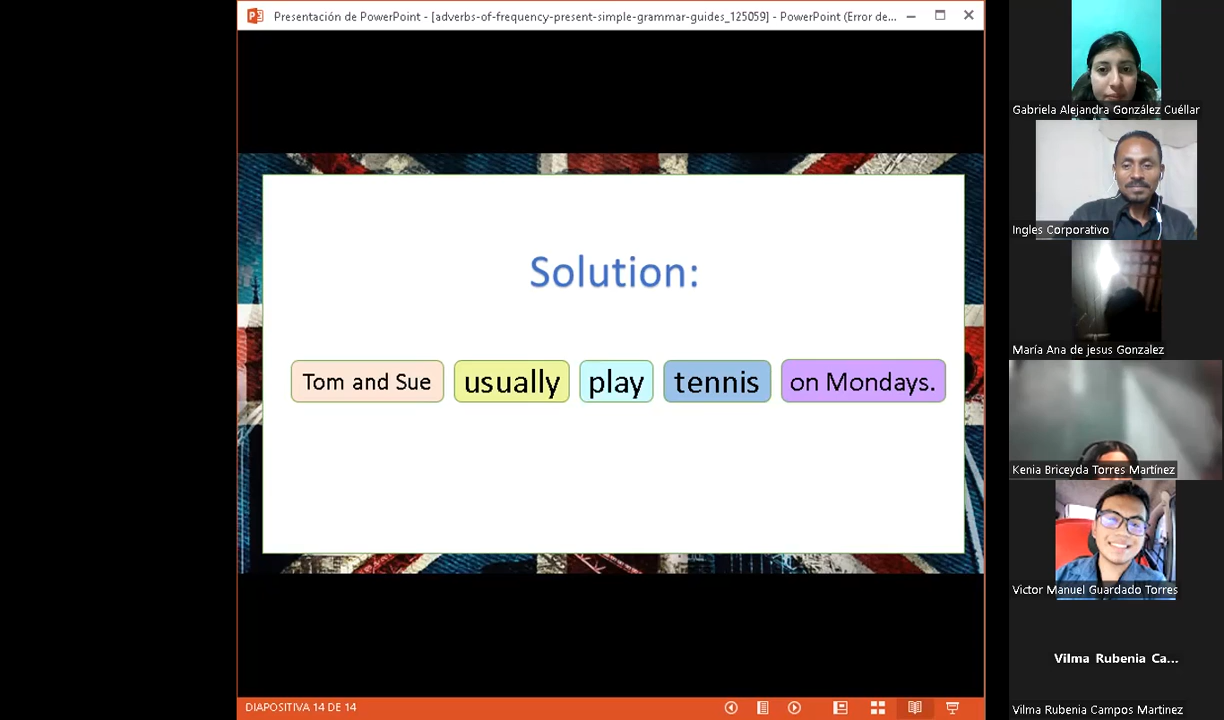 Presentación de PowerPoint - [adverbs-of-frequency-present-simple-grammar-guides_125059] - PowerPoint (Error de...
Solution:
Tom and Sue usually play tennis on Mondays.
DIAPOSITIVA 14 DE 14
Gabriela Alejandra González Cuéllar
Ingles Corporativo
María Ana de jesus Gonzalez
Kenia Briceyda Torres Martínez
Victor Manuel Guardado Torres
Vilma Rubenia Ca...
Vilma Rubenia Campos Martinez